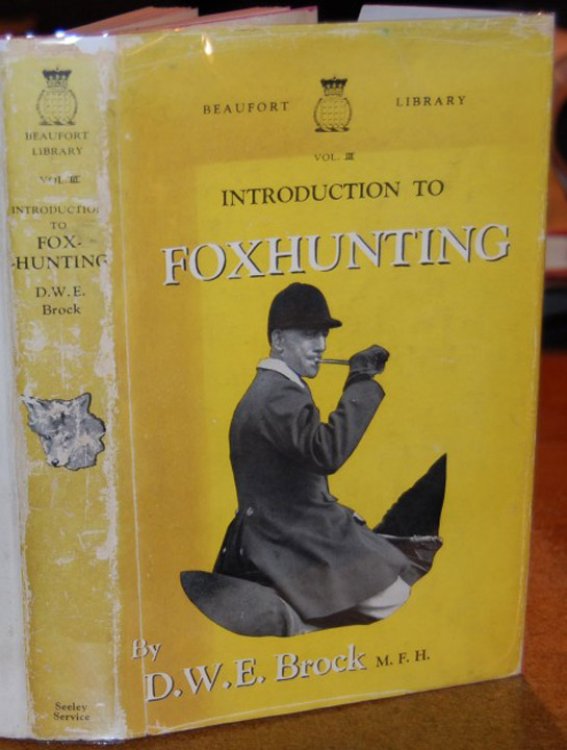 BEAUFORT
LIBRARY
VOL. III
INTRODUCTION
TO
FOX-
-HUNTING
D.W.E.
Brock
Seeley
Service
BEAUFORT LIBRARY
VOL. III
INTRODUCTION TO
FOXHUNTING
By
D.W.E. Brock M. F. H.